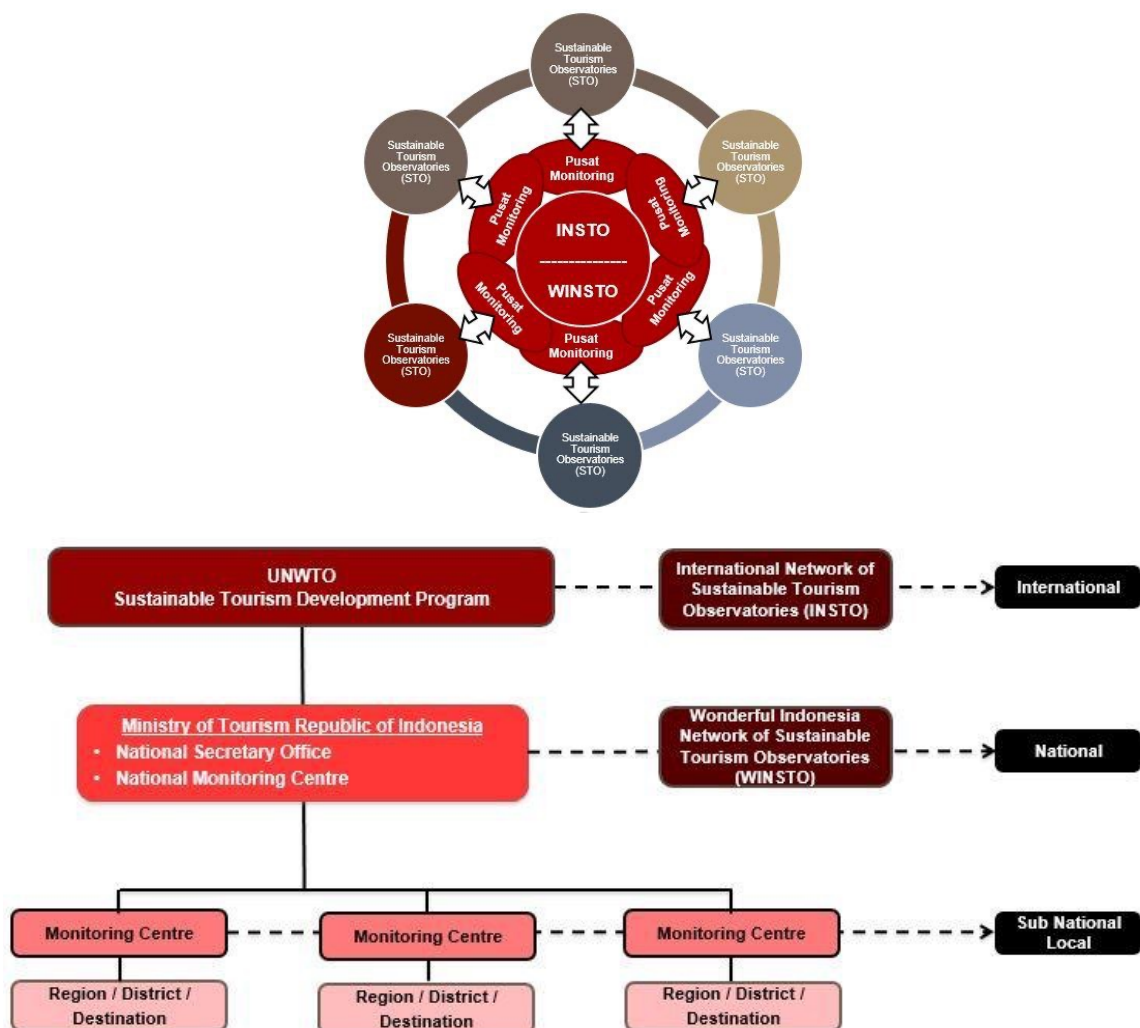 Sustainable
Tourism
Observatories
(STO)
Sustainable
Tourism
Observatories
(STO)
Sustainable
Tourism
Observatories
(STO)
Pusat
Monitoring
Pusat
Monitoring
Pusat
Monitoring
INSTO
---------------
WINSTO
Pusat
Monitoring
Pusat
Monitoring
Pusat
Monitoring
Sustainable
Tourism
Observatories
(STO)
Sustainable
Tourism
Observatories
(STO)
Sustainable
Tourism
Observatories
(STO)
UNWTO
Sustainable Tourism Development Program
International Network of
Sustainable Tourism
Observatories (INSTO)
International
Ministry of Tourism Republic of Indonesia
• National Secretary Office
• National Monitoring Centre
Wonderful Indonesia
Network of Sustainable
Tourism Observatories
(WINSTO)
National
Monitoring Centre
Monitoring Centre
Monitoring Centre
Sub National
Local
Region / District /
Destination
Region / District /
Destination
Region / District /
Destination